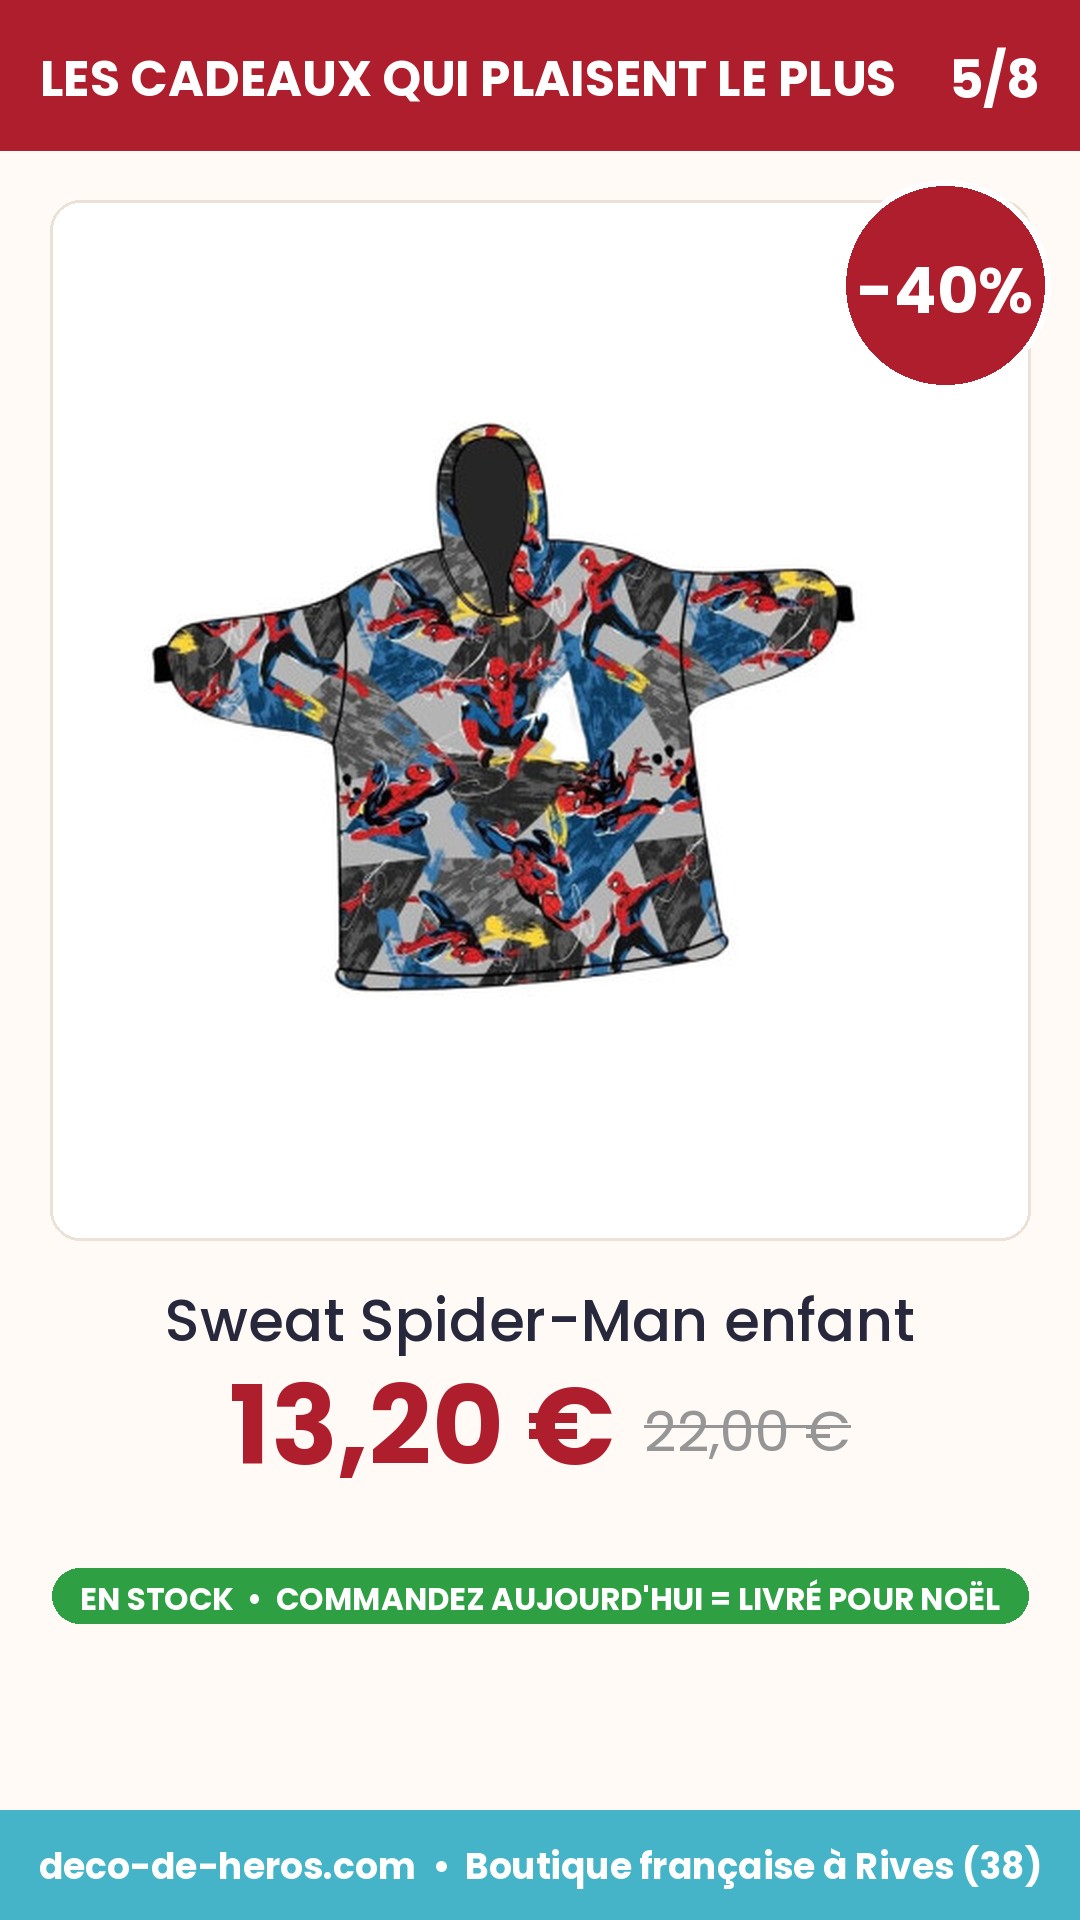 LES CADEAUX QUI PLAISENT LE PLUS 5/8
-40%
Sweat Spider-Man enfant
13,20 € 22,00 €
EN STOCK • COMMANDEZ AUJOURD'HUI = LIVRÉ POUR NOËL
deco-de-heros.com • Boutique française à Rives (38)